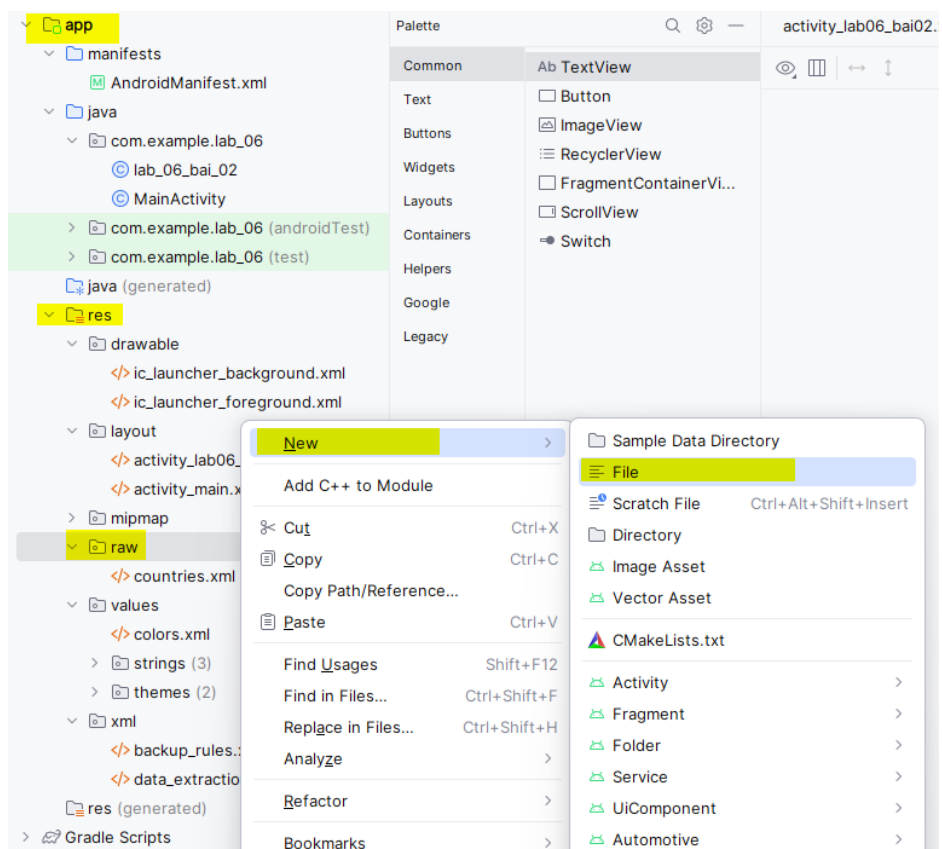 app
manifests
AndroidManifest.xml
java
com.example.lab_06
lab_06_bai_02
MainActivity
com.example.lab_06 (androidTest)
com.example.lab_06 (test)
java (generated)
res
drawable
ic_launcher_background.xml
ic_launcher_foreground.xml
layout
activity_lab06_
activity_main.x
mipmap
raw
countries.xml
values
colors.xml
strings (3)
themes (2)
xml
backup_rules.
data_extractio
res (generated)
Gradle Scripts
Palette
Common
Text
Buttons
Widgets
Layouts
Containers
Helpers
Google
Legacy
Ab TextView
Button
ImageView
RecyclerView
FragmentContainerVi...
ScrollView
Switch
activity_lab06_bai02.
New
Add C++ to Module
Cut Ctrl+X
Copy Ctrl+C
Copy Path/Reference...
Paste Ctrl+V
Find Usages Shift+F12
Find in Files... Ctrl+Shift+F
Replace in Files... Ctrl+Shift+H
Analyze
Refactor
Bookmarks
Sample Data Directory
File
Scratch File Ctrl+Alt+Shift+Insert
Directory
Image Asset
Vector Asset
CMakeLists.txt
Activity
Fragment
Folder
Service
UiComponent
Automotive